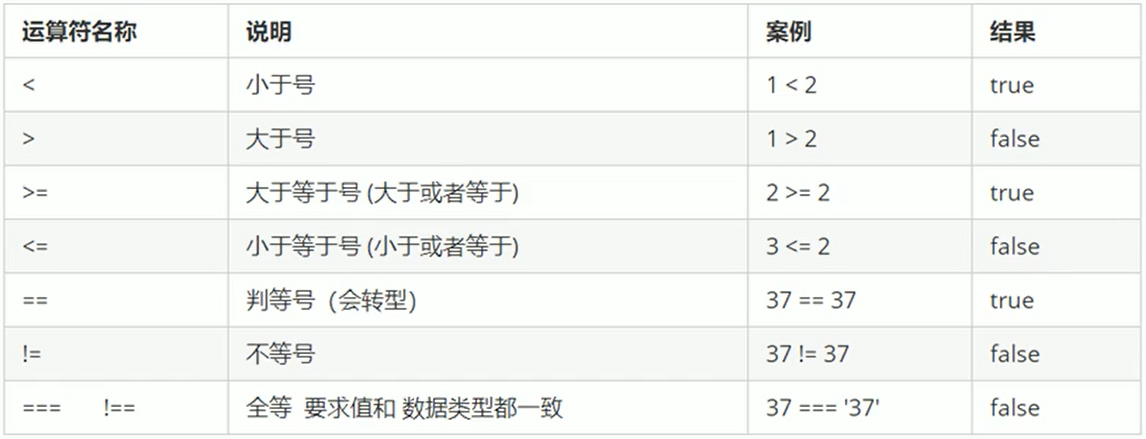 运算符名称 说明 案例 结果
< 小于号 1 < 2 true
> 大于号 1 > 2 false
>= 大于等于号 (大于或者等于) 2 >= 2 true
<= 小于等于号 (小于或者等于) 3 <= 2 false
== 判等号（会转型） 37 == 37 true
!= 不等号 37 != 37 false
=== !== 全等 要求值和 数据类型都一致 37 === '37' false